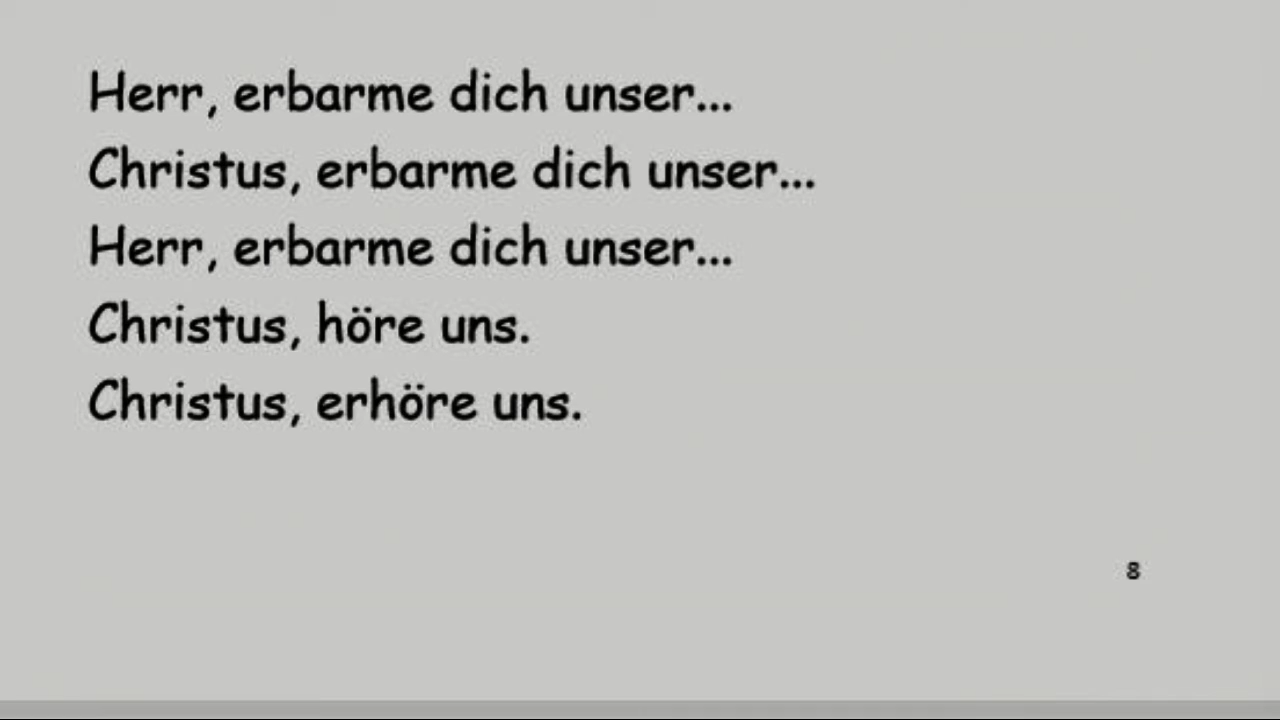 Herr, erbarme dich unser...
Christus, erbarme dich unser...
Herr, erbarme dich unser...
Christus, höre uns.
Christus, erhöre uns.
8